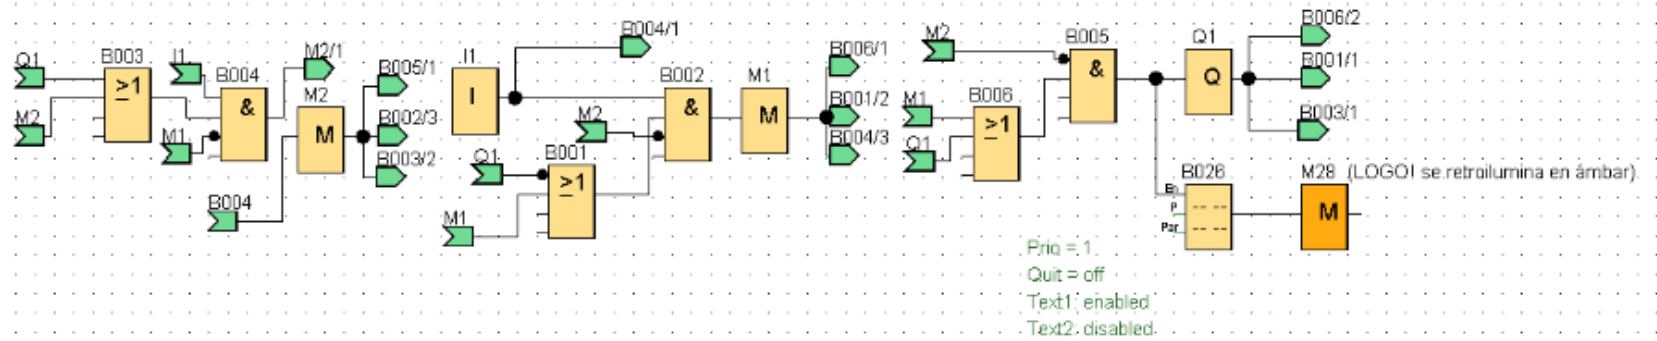 Q1
B003
≥1
M2
I1
B004
&
M1
M2/1
M2
M
B005/1
B002/3
B003/2
B004
I1
I
B004/1
B002
&
M2
Q1
B001
≥1
M1
M1
M
B006/1
B001/2
B004/3
M2
B005
&
M1
B006
≥1
Q1
Q1
Q
B006/2
B001/1
B003/1
B026
En
P
Par
M28 (LOGO! se retroilumina en ámbar)
M
Prio = 1
Quit = off
Text1: enabled
Text2: disabled